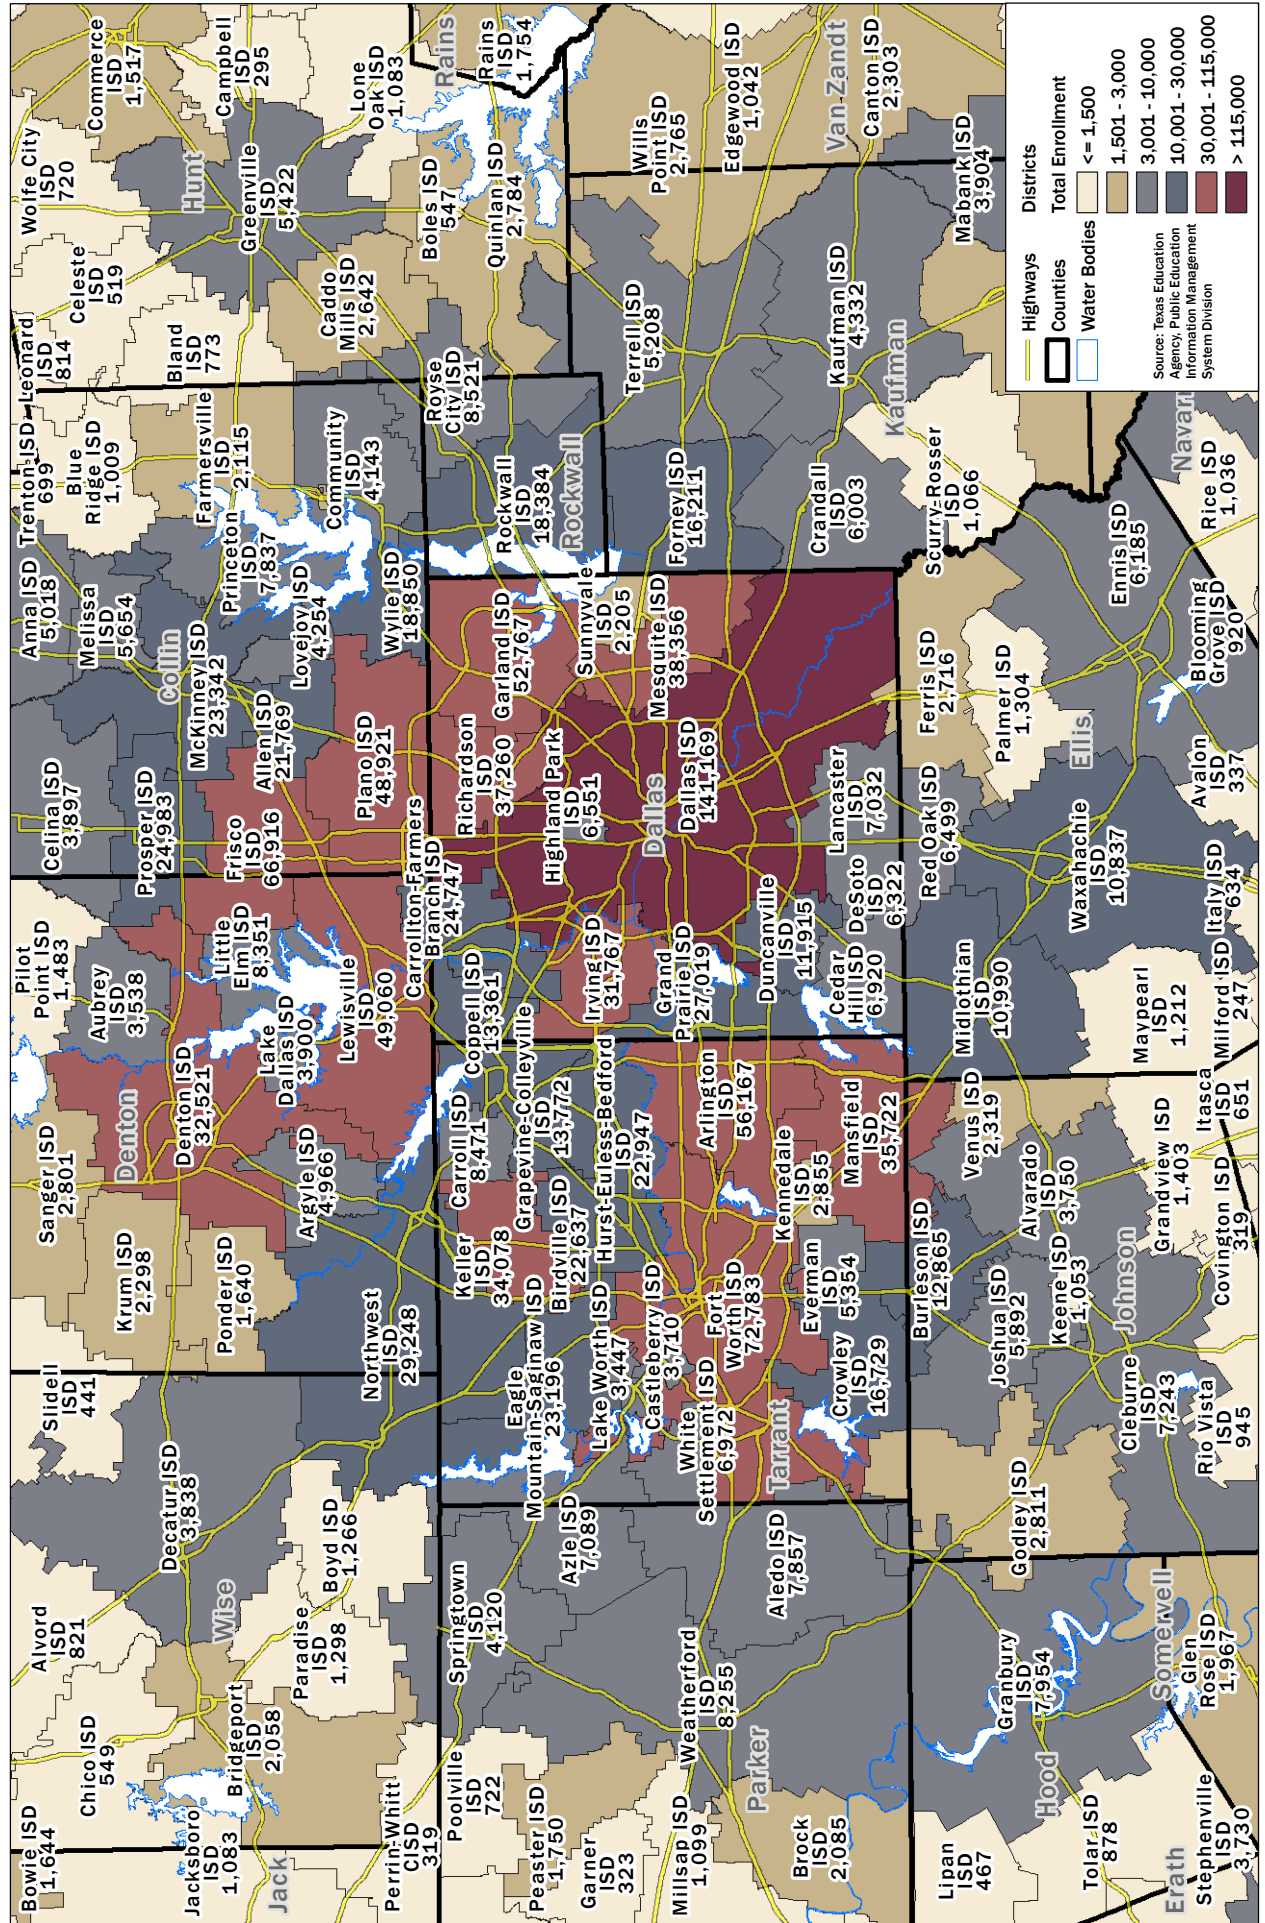 Bowie ISD
1,644
Chico ISD
549
Alvord
ISD
821
Slidell
ISD
441
Sanger ISD
2,801
Pilot
Point ISD
1,483
Celina ISD
3,897
Anna ISD
5,018
Trenton ISD
699
Leonard
ISD
814
Wolfe City
ISD
720
Commerce
ISD
1,517
Melissa
ISD
5,654
Blue
Ridge ISD
1,009
Celeste
ISD
519
Campbell
ISD
295
Jacksboro
ISD
1,083
Bridgeport
ISD
2,058
Decatur ISD
3,838
Krum ISD
2,298
Denton
Aubrey
ISD
3,538
Prosper ISD
24,983
Collin
Princeton
ISD
7,837
Farmersville
ISD
2,115
Bland
ISD
773
Hunt
Greenville
ISD
5,422
Jack
Wise
Ponder ISD
1,640
Denton ISD
32,521
Little
Elm ISD
8,351
Frisco
ISD
66,916
McKinney ISD
23,342
Allen ISD
21,769
Lovejoy ISD
4,254
Community
ISD
4,143
Caddo
Mills ISD
2,642
Lone
Oak ISD
1,083
Paradise
ISD
1,298
Boyd ISD
1,266
Argyle ISD
4,966
Lake
Dallas ISD
3,900
Lewisville
ISD
49,060
Plano ISD
48,921
Wylie ISD
18,850
Royse
City ISD
8,521
Boles ISD
547
Rains
Perrin-Whitt
CISD
319
Northwest
ISD
29,248
Carrollton-Farmers
Branch ISD
24,747
Quinlan ISD
2,784
Rains
ISD
1,754
Poolville
ISD
722
Springtown
ISD
4,120
Keller
ISD
34,078
Carroll ISD
8,471
Coppell ISD
13,361
Richardson
ISD
37,260
Garland ISD
52,767
Rockwall
ISD
18,384
Rockwall
Peaster ISD
1,750
Azle ISD
7,089
Eagle
Mountain-Saginaw ISD
23,196
Birdville ISD
22,637
Grapevine-Colleyville
ISD
13,772
Highland Park
ISD
6,551
Sunnyvale
ISD
2,205
Garner
ISD
323
Lake Worth ISD
3,447
Hurst-Euless-Bedford
ISD
22,947
Irving ISD
31,767
Dallas
Mesquite ISD
38,356
Terrell ISD
5,208
Wills
Point ISD
2,765
Millsap ISD
1,099
Weatherford
ISD
8,255
Castleberry ISD
3,710
White
Settlement ISD
6,972
Fort
Worth ISD
72,783
Arlington
ISD
55,167
Grand
Prairie ISD
27,019
Dallas ISD
141,169
Forney ISD
16,211
Edgewood ISD
1,042
Parker
Aledo ISD
7,857
Tarrant
Kennedale
ISD
2,855
Duncanville
ISD
11,915
Brock
ISD
2,085
Crowley
ISD
16,729
Everman
ISD
5,354
Mansfield
ISD
35,722
Cedar
Hill ISD
6,920
DeSoto
ISD
6,322
Lancaster
ISD
7,032
Crandall
ISD
6,003
Kaufman ISD
4,332
Kaufman
Van Zandt
Canton ISD
2,303
Lipan
ISD
467
Granbury
ISD
7,954
Godley ISD
2,811
Joshua ISD
5,892
Burleson ISD
12,865
Venus ISD
2,319
Midlothian
ISD
10,990
Red Oak ISD
6,499
Ferris ISD
2,716
Scurry-Rosser
ISD
1,066
Mabank ISD
3,904
Hood
Keene ISD
1,053
Alvarado
ISD
3,750
Palmer ISD
1,304
Tolar ISD
878
Cleburne
ISD
7,243
Johnson
Waxahachie
ISD
10,837
Ellis
Ennis ISD
6,185
Erath
Somervell
Grandview ISD
1,403
Maypearl
ISD
1,212
Navarr
Stephenville
ISD
3,730
Glen
Rose ISD
1,967
Rio Vista
ISD
945
Covington ISD
319
Itasca
ISD
651
Milford ISD
247
Italy ISD
634
Avalon
ISD
337
Blooming
Grove ISD
920
Rice ISD
1,036
Highways
Counties
Water Bodies
Source: Texas Education
Agency, Public Education
Information Management
System Division
Districts
Total Enrollment
<= 1,500
1,501 - 3,000
3,001 - 10,000
10,001 -30,000
30,001 - 115,000
> 115,000